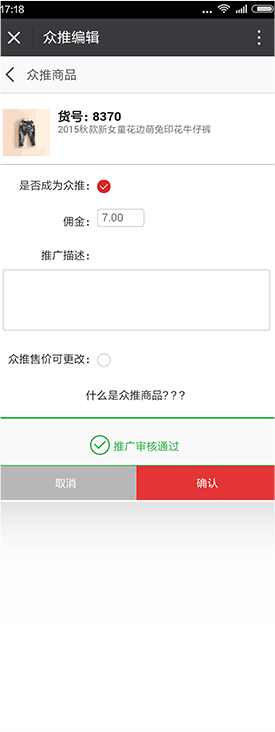 17:18
众推编辑
众推商品
货号: 8370
2015秋款新女童花边萌兔印花牛仔裤
是否成为众推：
佣金： 7.00
推广描述：
众推售价可更改：
什么是众推商品? ? ?
推广审核通过
取消 确认